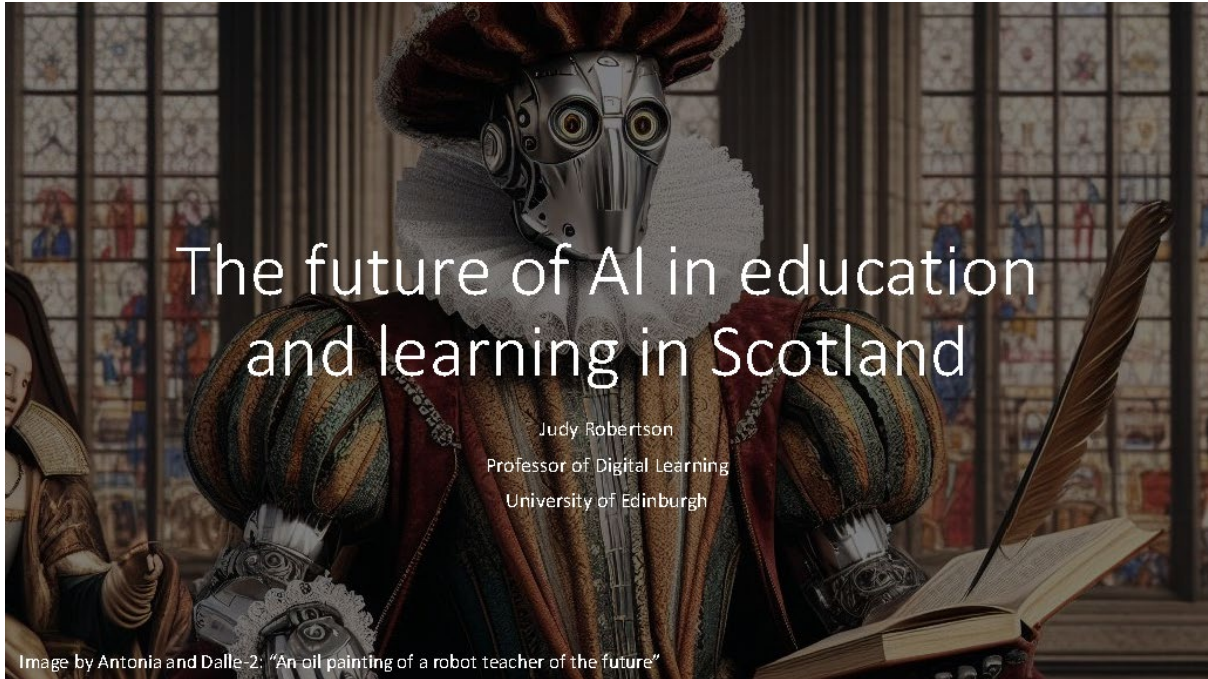 The future of AI in education
and learning in Scotland
Judy Robertson
Professor of Digital Learning
University of Edinburgh
Image by Antonia and Dalle-2: “An oil painting of a robot teacher of the future”